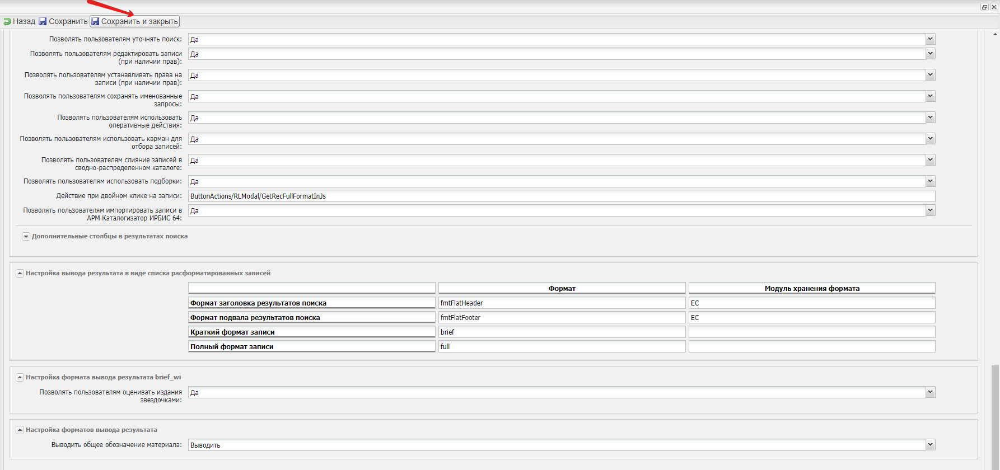 Назад Сохранить Сохранить и закрыть
Позволять пользователям уточнять поиск: Да
Позволять пользователям редактировать записи
(при наличии прав): Да
Позволять пользователям устанавливать права на
записи (при наличии прав): Да
Позволять пользователям сохранять именованные
запросы: Да
Позволять пользователям использовать
оперативные действия: Да
Позволять пользователям использовать карман для
отбора записей: Да
Позволять пользователям слияние записей в
сводно-распределенном каталоге: Да
Позволять пользователям использовать подборки: Да
Действие при двойном клике на записи: ButtonActions/RLModal/GetRecFullFormatInJs
Позволять пользователям импортировать записи в
АРМ Каталогизатор ИРБИС 64: Да
Дополнительные столбцы в результатах поиска
Настройка вывода результата в виде списка расформатированных записей
Формат Модуль хранения формата
Формат заголовка результатов поиска fmtFlatHeader EC
Формат подвала результатов поиска fmtFlatFooter EC
Краткий формат записи brief
Полный формат записи full
Настройка формата вывода результата brief_wi
Позволять пользователям оценивать издания
звездочками: Да
Настройка форматов вывода результата
Выводить общее обозначение материала: Выводить